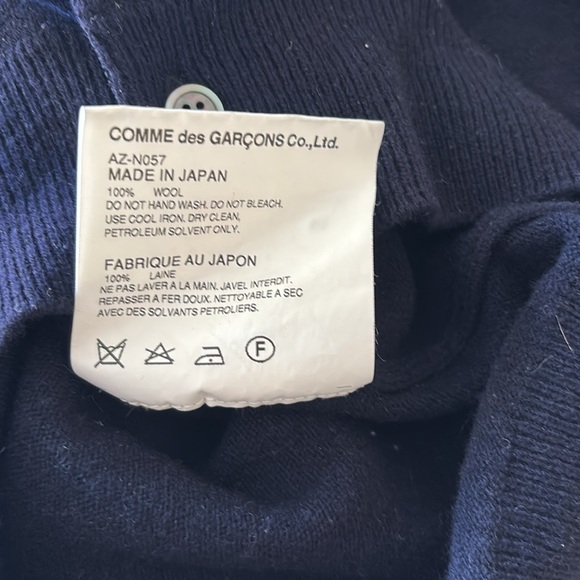 COMME des GARÇONS Co.,Ltd.
AZ-N057
MADE IN JAPAN
100% WOOL
DO NOT HAND WASH. DO NOT BLEACH.
USE COOL IRON. DRY CLEAN,
PETROLEUM SOLVENT ONLY.
FABRIQUE AU JAPON
100% LAINE
NE PAS LAVER A LA MAIN. JAVEL INTERDIT.
REPASSER A FER DOUX. NETTOYABLE A SEC
AVEC DES SOLVANTS PETROLIERS.
F